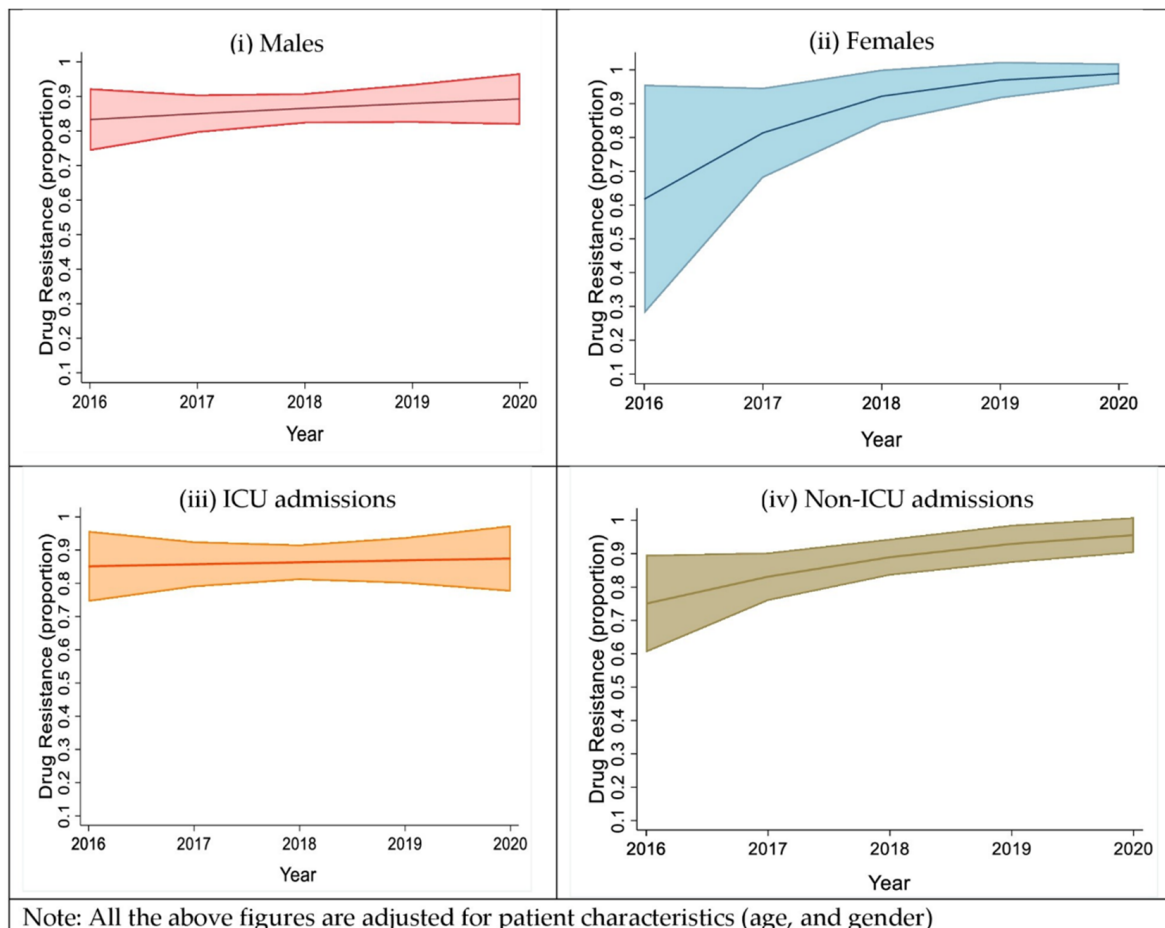 (i) Males
Drug Resistance (proportion)
1
0.9
0.8
0.7
0.6
0.5
0.4
0.3
0.2
0.1
2016 2017 2018 2019 2020
Year
(ii) Females
Drug Resistance (proportion)
1
0.9
0.8
0.7
0.6
0.5
0.4
0.3
0.2
0.1
2016 2017 2018 2019 2020
Year
(iii) ICU admissions
Drug Resistance (proportion)
1
0.9
0.8
0.7
0.6
0.5
0.4
0.3
0.2
0.1
2016 2017 2018 2019 2020
Year
(iv) Non-ICU admissions
Drug Resistance (proportion)
1
0.9
0.8
0.7
0.6
0.5
0.4
0.3
0.2
0.1
2016 2017 2018 2019 2020
Year
Note: All the above figures are adjusted for patient characteristics (age, and gender)